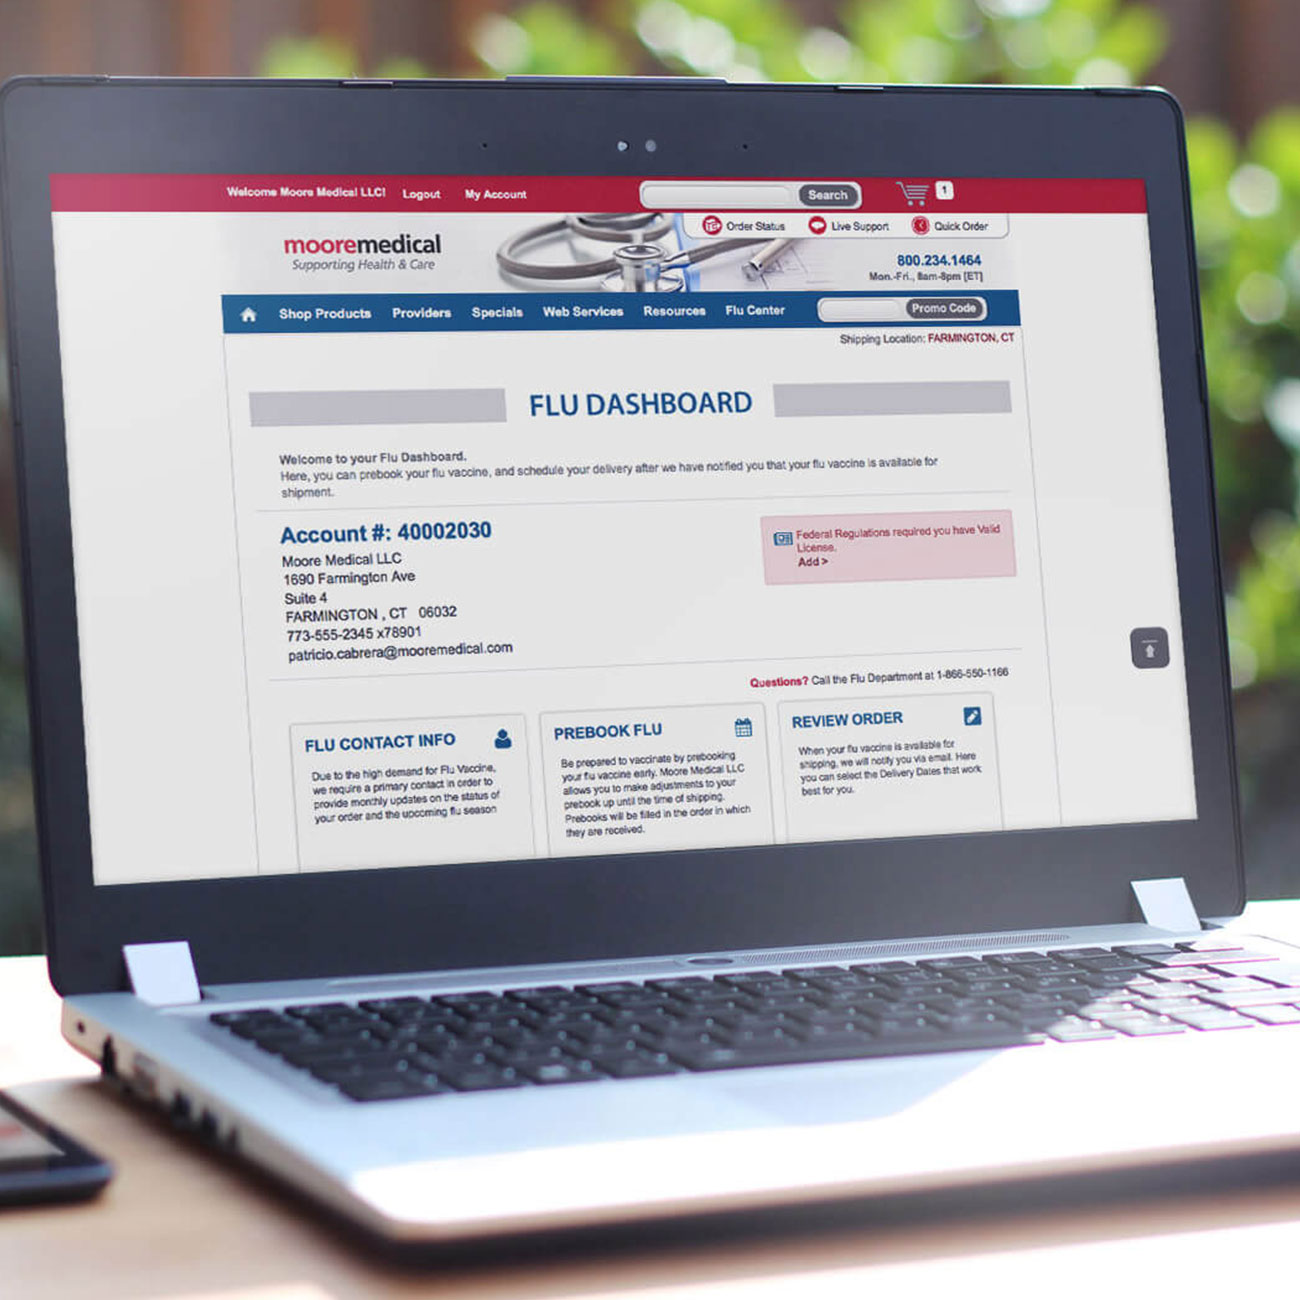 Welcome Moore Medical LLC! Logout My Account Search 1
Order Status Live Support Quick Order
mooremedical
Supporting Health & Care
800.234.1464
Mon.-Fri., 8am-8pm [ET]
Shop Products Providers Specials Web Services Resources Flu Center Promo Code
Shipping Location: FARMINGTON, CT
FLU DASHBOARD
Welcome to your Flu Dashboard.
Here, you can prebook your flu vaccine, and schedule your delivery after we have notified you that your flu vaccine is available for
shipment.
Account #: 40002030
Moore Medical LLC
1690 Farmington Ave
Suite 4
FARMINGTON , CT 06032
773-555-2345 x78901
patricio.cabrera@mooremedical.com
Federal Regulations required you have Valid
License.
Add >
Questions? Call the Flu Department at 1-866-550-1166
FLU CONTACT INFO
Due to the high demand for Flu Vaccine,
we require a primary contact in order to
provide monthly updates on the status of
your order and the upcoming flu season
PREBOOK FLU
Be prepared to vaccinate by prebooking
your flu vaccine early. Moore Medical LLC
allows you to make adjustments to your
prebook up until the time of shipping.
Prebooks will be filled in the order in which
they are received.
REVIEW ORDER
When your flu vaccine is available for
shipping, we will notify you via email. Here
you can select the Delivery Dates that work
best for you.